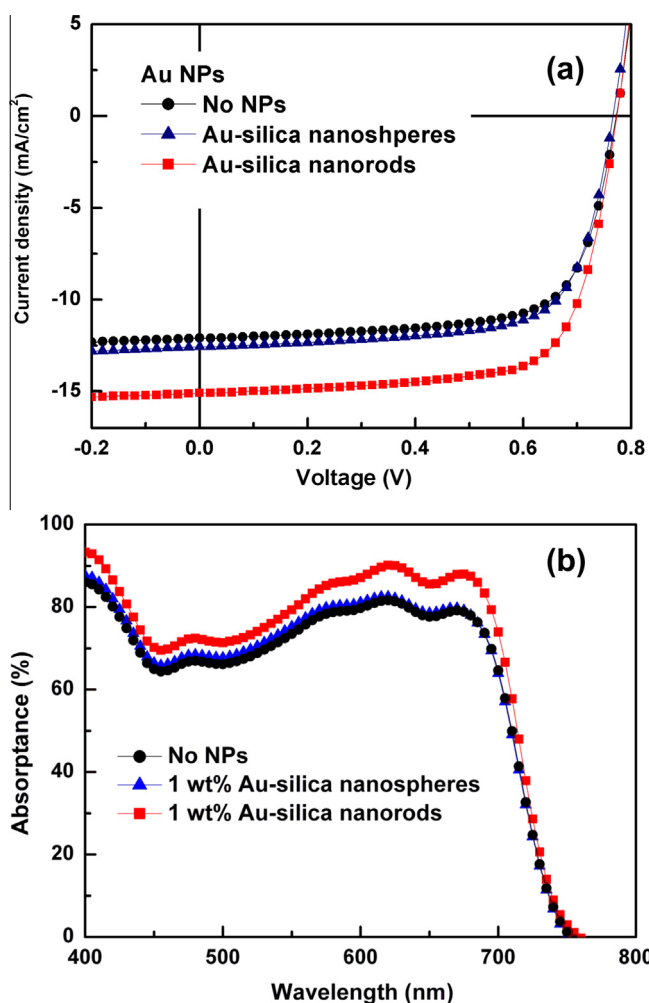 (a)
Au NPs
No NPs
Au-silica nanoshperes
Au-silica nanorods
5
0
-5
-10
-15
Current density (mA/cm²)
-0.2 0.0 0.2 0.4 0.6 0.8
Voltage (V)
(b)
100
80
60
40
20
0
Absorptance (%)
No NPs
1 wt% Au-silica nanospheres
1 wt% Au-silica nanorods
400 500 600 700 800
Wavelength (nm)